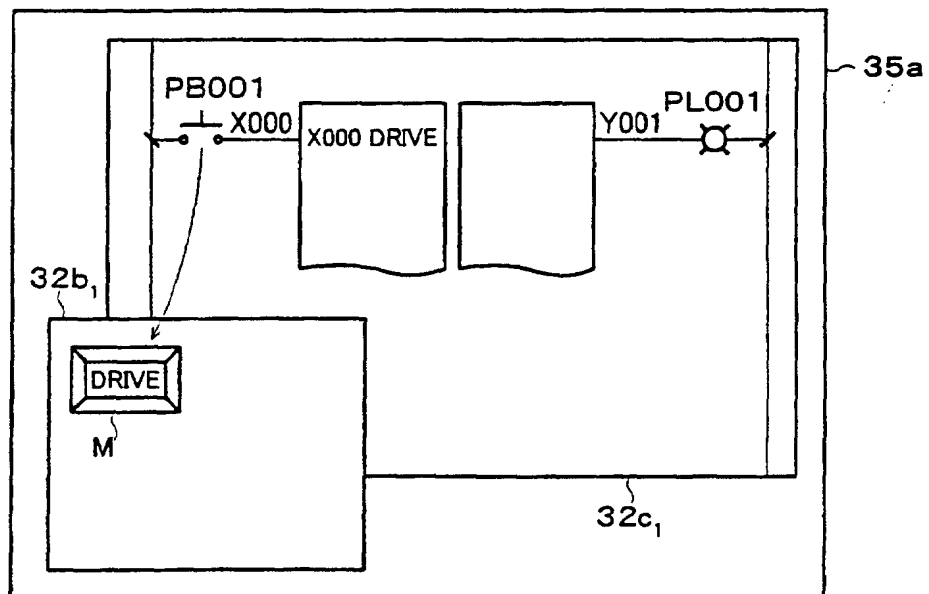 35a
PB001
X000
X000 DRIVE
Y001
PL001
32b₁
DRIVE
M
32c₁